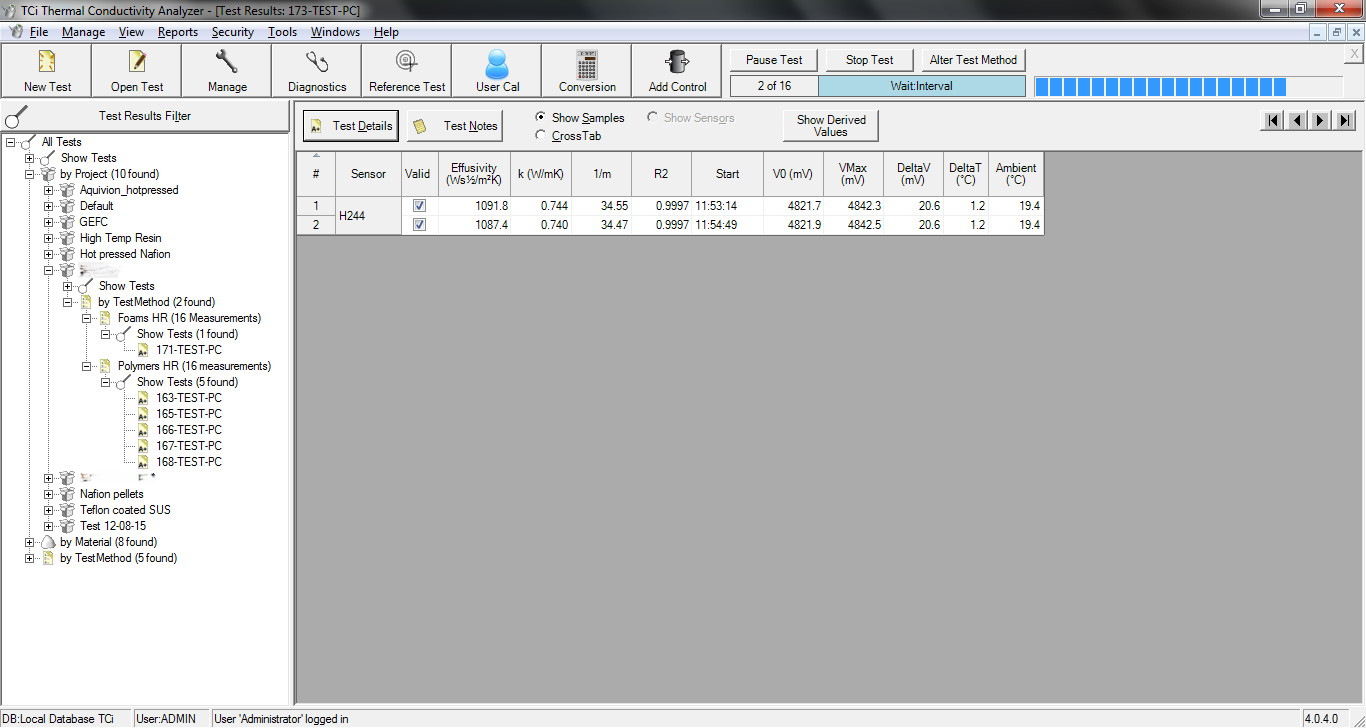 TCi Thermal Conductivity Analyzer - [Test Results: 173-TEST-PC]
File Manage View Reports Security Tools Windows Help
New Test Open Test Manage Diagnostics Reference Test User Cal Conversion Add Control
Pause Test Stop Test Alter Test Method
2 of 16 Wait:Interval
Test Results Filter
All Tests
Show Tests
by Project (10 found)
Aquivion_hotpressed
Default
GEFC
High Temp Resin
Hot pressed Nafion
Show Tests
by TestMethod (2 found)
Foams HR (16 Measurements)
Show Tests (1 found)
171-TEST-PC
Polymers HR (16 measurements)
Show Tests (5 found)
163-TEST-PC
165-TEST-PC
166-TEST-PC
167-TEST-PC
168-TEST-PC
Nafion pellets
Teflon coated SUS
Test 12-08-15
by Material (8 found)
by TestMethod (5 found)
Test Details Test Notes
Show Samples Show Sensors
CrossTab
Show Derived
Values
# Sensor Valid Effusivity (Ws½/m²K) k (W/mK) 1/m R2 Start V0 (mV) VMax (mV) DeltaV (mV) DeltaT (°C) Ambient (°C)
1 H244 1091.8 0.744 34.55 0.9997 11:53:14 4821.7 4842.3 20.6 1.2 19.4
2 1087.4 0.740 34.47 0.9997 11:54:49 4821.9 4842.5 20.6 1.2 19.4
DB:Local Database TCi User:ADMIN User 'Administrator' logged in 4.0.4.0